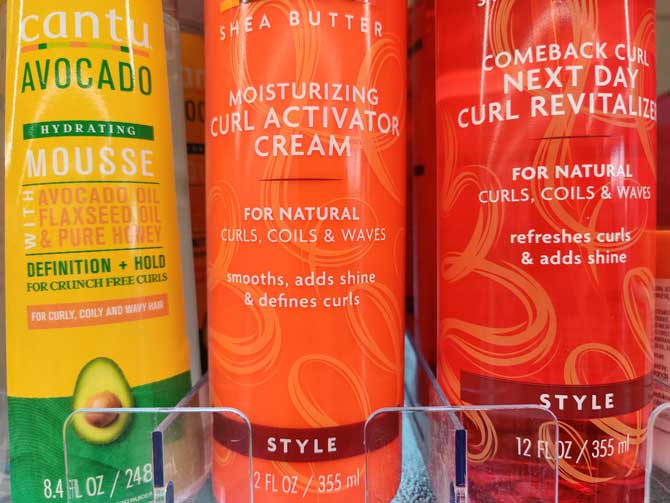 cantu
AVOCADO
HYDRATING
MOUSSE
WITH
AVOCADO OIL
FLAXSEED OIL
& PURE HONEY
DEFINITION + HOLD
FOR CRUNCH FREE CURLS
FOR CURLY, COILY AND WAVY HAIR
8.4 FL OZ / 248 ml
SHEA BUTTER
MOISTURIZING
CURL ACTIVATOR
CREAM
FOR NATURAL
CURLS, COILS & WAVES
smooths, adds shine
& defines curls
STYLE
2 FL OZ / 355 ml
COMEBACK CURL
NEXT DAY
CURL REVITALIZER
FOR NATURAL
CURLS, COILS & WAVES
refreshes curls
& adds shine
STYLE
12 FL OZ / 355 ml